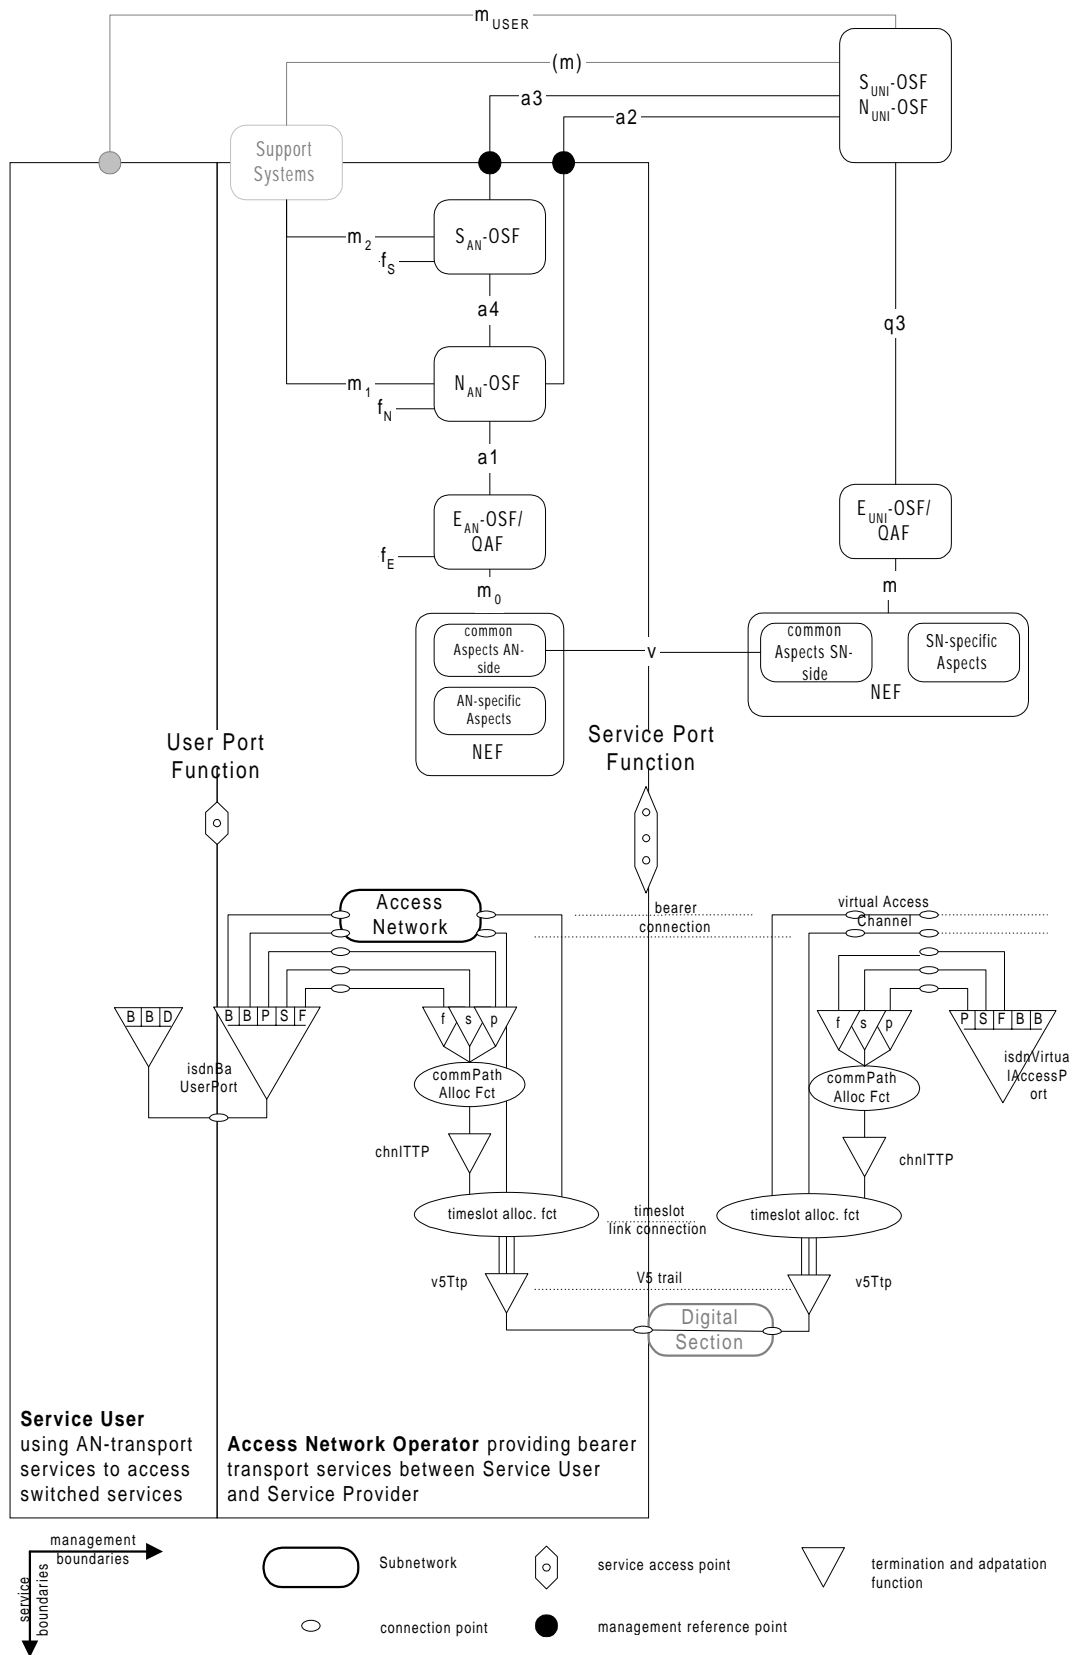 m USER
(m)
a3
a2
S UNI -OSF
N UNI -OSF
Support
Systems
m 2
f S
S AN -OSF
a4
q3
m 1
f N
N AN -OSF
a1
E AN -OSF/
QAF
f E
m 0
E UNI -OSF/
QAF
m
common
Aspects AN-
side
AN-specific
Aspects
NEF
v
common
Aspects SN-
side
SN-specific
Aspects
NEF
User Port
Function
Service Port
Function
Access
Network
bearer
connection
virtual Access
Channel
B B D
B B P S F
f s p
f s p
P S F B B
isdnBa
UserPort
commPath
Alloc Fct
commPath
Alloc Fct
isdnVirtua
lAccessP
ort
chnlTTP
chnlTTP
timeslot alloc. fct
timeslot
link connection
timeslot alloc. fct
v5Ttp
V5 trail
v5Ttp
Digital
Section
Service User
using AN-transport
services to access
switched services
Access Network Operator providing bearer
transport services between Service User
and Service Provider
management
boundaries
service
boundaries
Subnetwork
service access point
termination and adpatation
function
connection point
management reference point